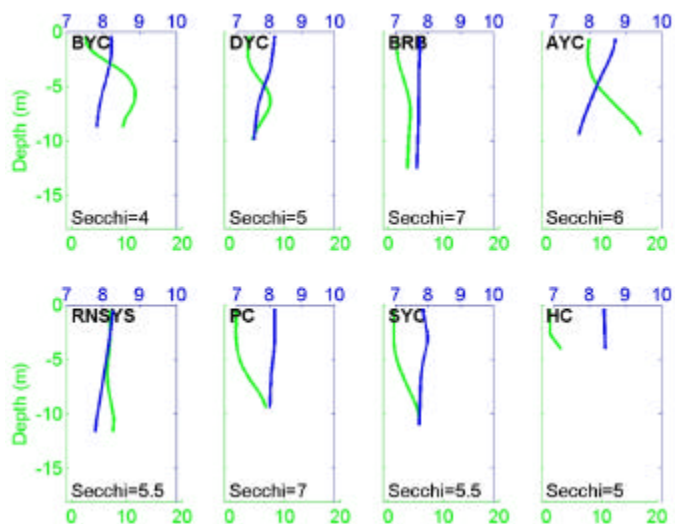 7 8 9 10 7 8 9 10 7 8 9 10 7 8 9 10
0 BYC DYC BRB AYC
-5
Depth (m)
-10
-15
Secchi=4 Secchi=5 Secchi=7 Secchi=6
0 10 20 0 10 20 0 10 20 0 10 20
7 8 9 10 7 8 9 10 7 8 9 10 7 8 9 10
0 RNSYS PC SYC HC
-5
Depth (m)
-10
-15
Secchi=5.5 Secchi=7 Secchi=5.5 Secchi=5
0 10 20 0 10 20 0 10 20 0 10 20